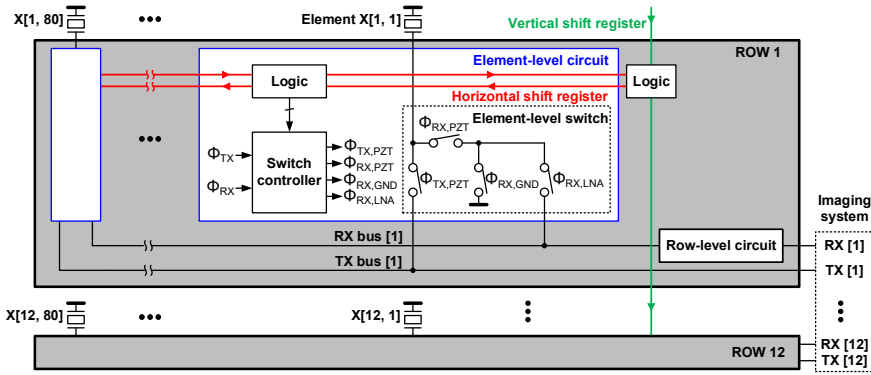 X[1, 80]
Element X[1, 1]
Vertical shift register
ROW 1
Element-level circuit
Logic
Logic
Horizontal shift register
Element-level switch
ΦRX,PZT
ΦTX
ΦRX
Switch
controller
ΦTX,PZT
ΦRX,PZT
ΦRX,GND
ΦRX,LNA
ΦTX,PZT
ΦRX,GND
ΦRX,LNA
Imaging
system
RX bus [1]
Row-level circuit
RX [1]
TX bus [1]
TX [1]
X[12, 80]
X[12, 1]
ROW 12
RX [12]
TX [12]